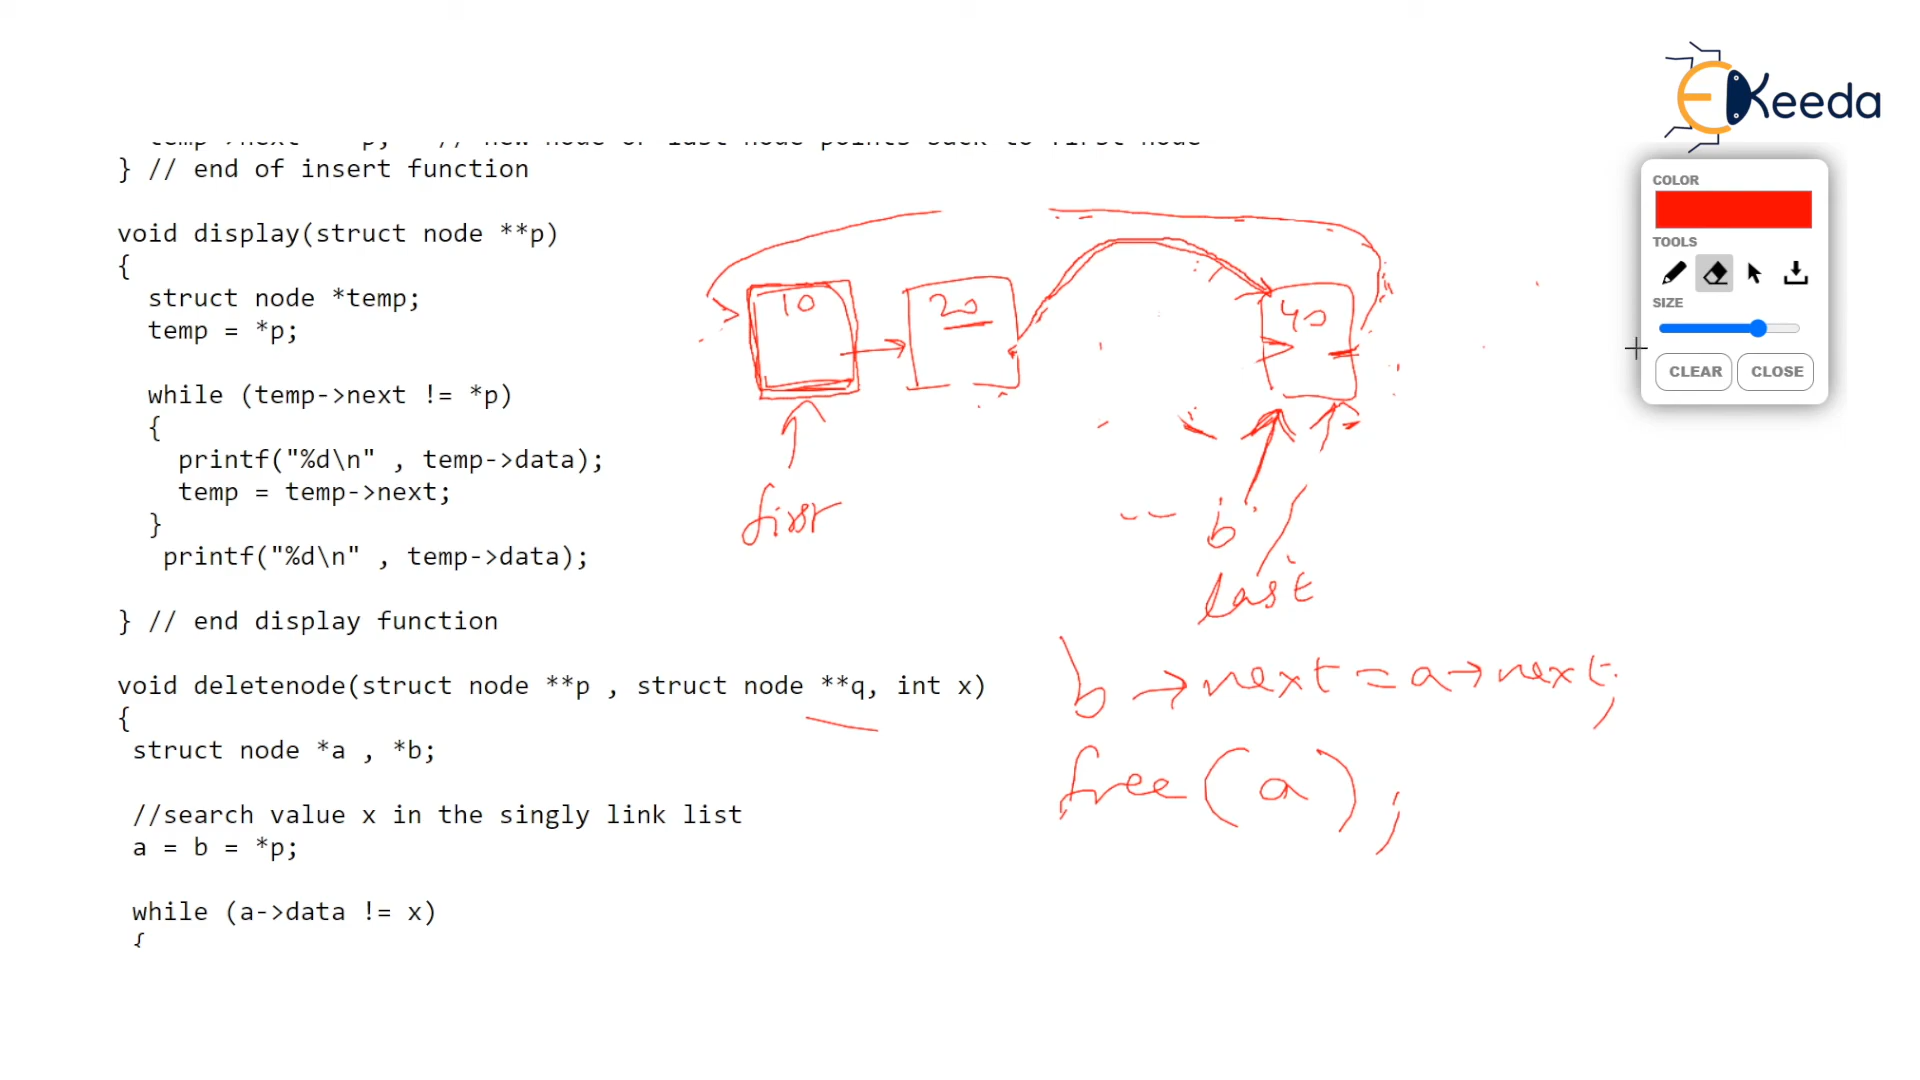 } // end of insert function
void display(struct node **p)
{
struct node *temp;
temp = *p;
while (temp->next != *p)
{
printf("%d\n" , temp->data);
temp = temp->next;
}
printf("%d\n" , temp->data);
} // end display function
void deletenode(struct node **p , struct node **q, int x)
{
struct node *a , *b;
//search value x in the singly link list
a = b = *p;
while (a->data != x)
{
10
20
40
first
b
last
b →next = a→next;
free(a);
EKeeda
COLOR
TOOLS
SIZE
CLEAR CLOSE